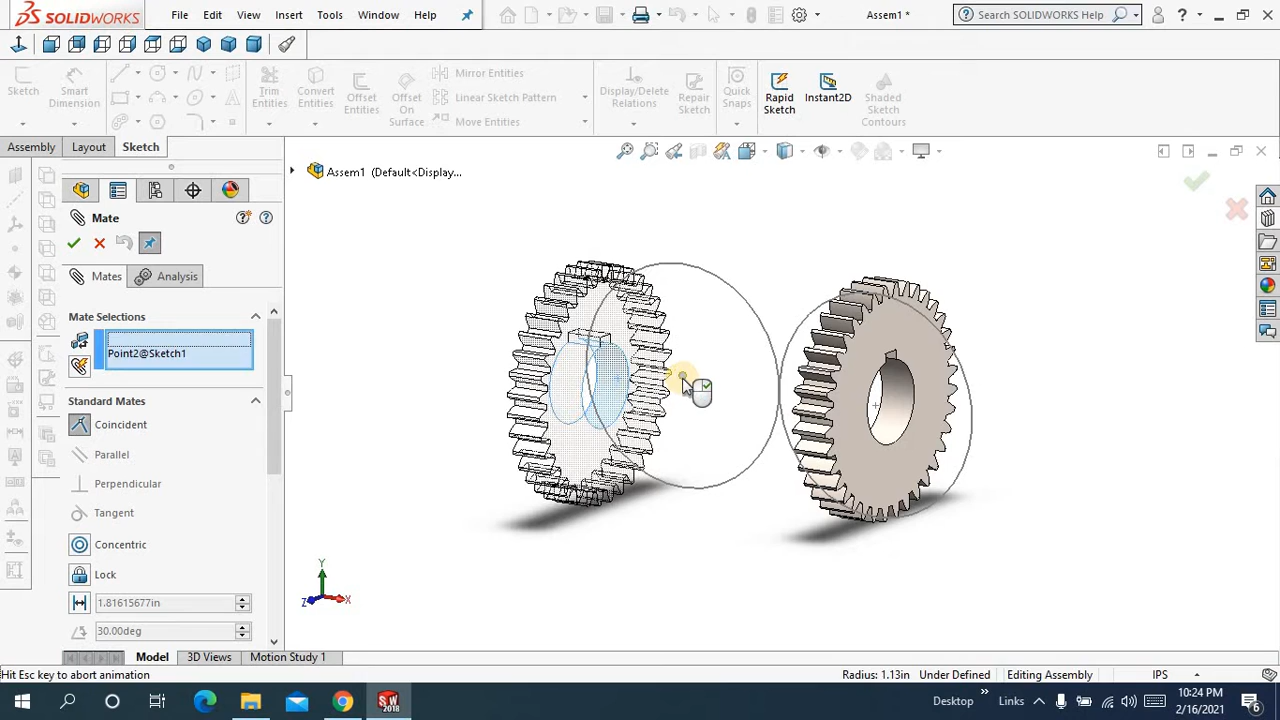 SOLIDWORKS File Edit View Insert Tools Window Help Assem1 * Search SOLIDWORKS Help
Sketch Smart Dimension Trim Entities Convert Entities Offset Entities Offset On Surface Mirror Entities Linear Sketch Pattern Move Entities Display/Delete Relations Repair Sketch Quick Snaps Rapid Sketch Instant2D Shaded Sketch Contours
Assembly Layout Sketch
Assem1 (Default<Display...
Mate
Mates Analysis
Mate Selections
Point2@Sketch1
Standard Mates
Coincident
Parallel
Perpendicular
Tangent
Concentric
Lock
1.81615677in
30.00deg
Y
Z X
Model 3D Views Motion Study 1
Hit Esc key to abort animation Radius: 1.13in Under Defined Editing Assembly IPS
SW 2018 Desktop Links 10:24 PM
2/16/2021 6